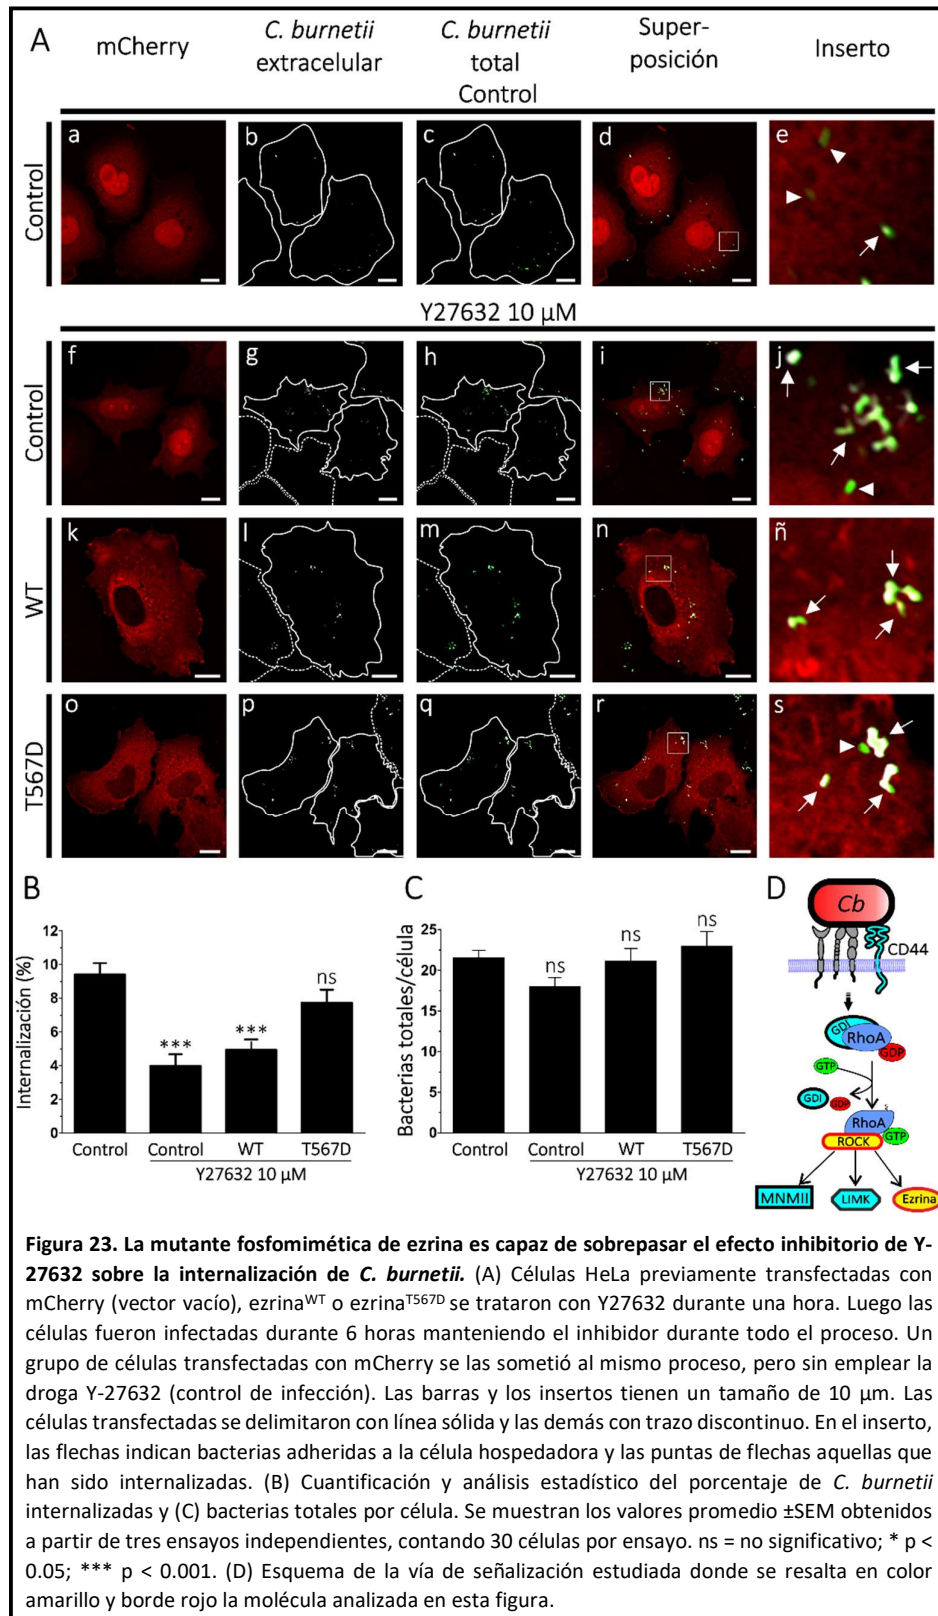 A
mCherry
C. burnetii
extracelular
C. burnetii
total
Super-
posición
Inserto
Control
Control
a
b
c
d
e
Y27632 10 µM
Control
f
g
h
i
j
WT
k
l
m
n
ñ
T567D
o
p
q
r
s
B
Internalización (%)
12
10
8
6
4
2
0
***
***
ns
Control
Control
WT
T567D
Y27632 10 µM
C
Bacterias totales/célula
25
20
15
10
5
0
ns
ns
ns
Control
Control
WT
T567D
Y27632 10 µM
D
Cb
CD44
GDI
RhoA
GDP
GTP
GDI
GDP
RhoA
GTP
ROCK
MNMII
LIMK
Ezrina
Figura 23. La mutante fosfomimética de ezrina es capaz de sobrepasar el efecto inhibitorio de Y-
27632 sobre la internalización de C. burnetii. (A) Células HeLa previamente transfectadas con
mCherry (vector vacío), ezrinaWT o ezrinaT567D se trataron con Y27632 durante una hora. Luego las
células fueron infectadas durante 6 horas manteniendo el inhibidor durante todo el proceso. Un
grupo de células transfectadas con mCherry se las sometió al mismo proceso, pero sin emplear la
droga Y-27632 (control de infección). Las barras y los insertos tienen un tamaño de 10 µm. Las
células transfectadas se delimitaron con línea sólida y las demás con trazo discontinuo. En el inserto,
las flechas indican bacterias adheridas a la célula hospedadora y las puntas de flechas aquellas que
han sido internalizadas. (B) Cuantificación y análisis estadístico del porcentaje de C. burnetii
internalizadas y (C) bacterias totales por célula. Se muestran los valores promedio ±SEM obtenidos
a partir de tres ensayos independientes, contando 30 células por ensayo. ns = no significativo; * p <
0.05; *** p < 0.001. (D) Esquema de la vía de señalización estudiada donde se resalta en color
amarillo y borde rojo la molécula analizada en esta figura.